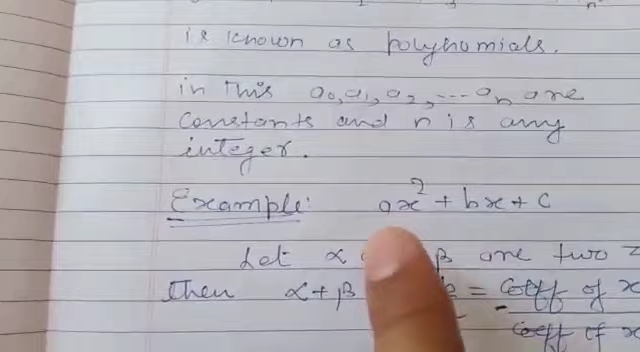 is known as polynomials.
in this a₀, a₁, a₂, ---- aₙ are
constants and n is any
integer.
Example: ax² + bx + c
Let α β are two
then α+β = - coeff of x
coeff of x